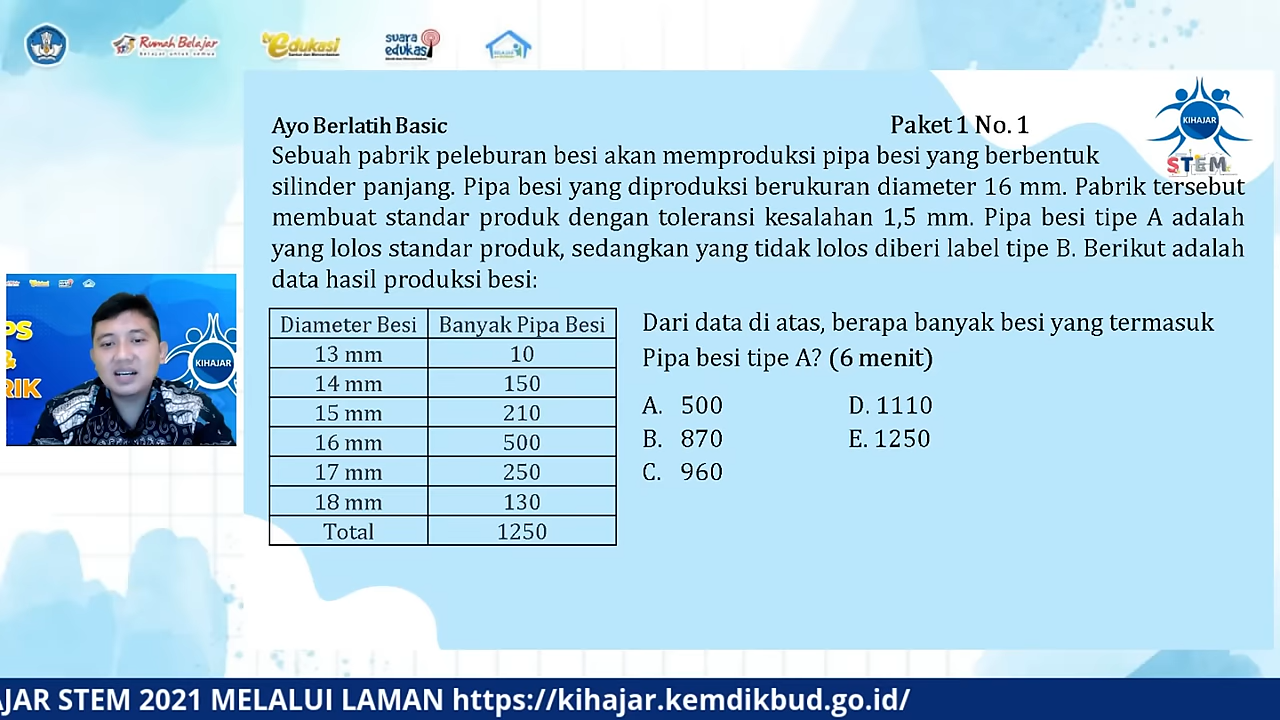 Rumah Belajar
Edukasi
suara
edukasi
Ayo Berlatih Basic
Paket 1 No. 1
KIHAJAR
STEM
Sebuah pabrik peleburan besi akan memproduksi pipa besi yang berbentuk
silinder panjang. Pipa besi yang diproduksi berukuran diameter 16 mm. Pabrik tersebut
membuat standar produk dengan toleransi kesalahan 1,5 mm. Pipa besi tipe A adalah
yang lolos standar produk, sedangkan yang tidak lolos diberi label tipe B. Berikut adalah
data hasil produksi besi:
Diameter Besi Banyak Pipa Besi
13 mm 10
14 mm 150
15 mm 210
16 mm 500
17 mm 250
18 mm 130
Total 1250
Dari data di atas, berapa banyak besi yang termasuk
Pipa besi tipe A? (6 menit)
A. 500 D. 1110
B. 870 E. 1250
C. 960
PS
&
RIK
KIHAJAR
AJAR STEM 2021 MELALUI LAMAN https://kihajar.kemdikbud.go.id/